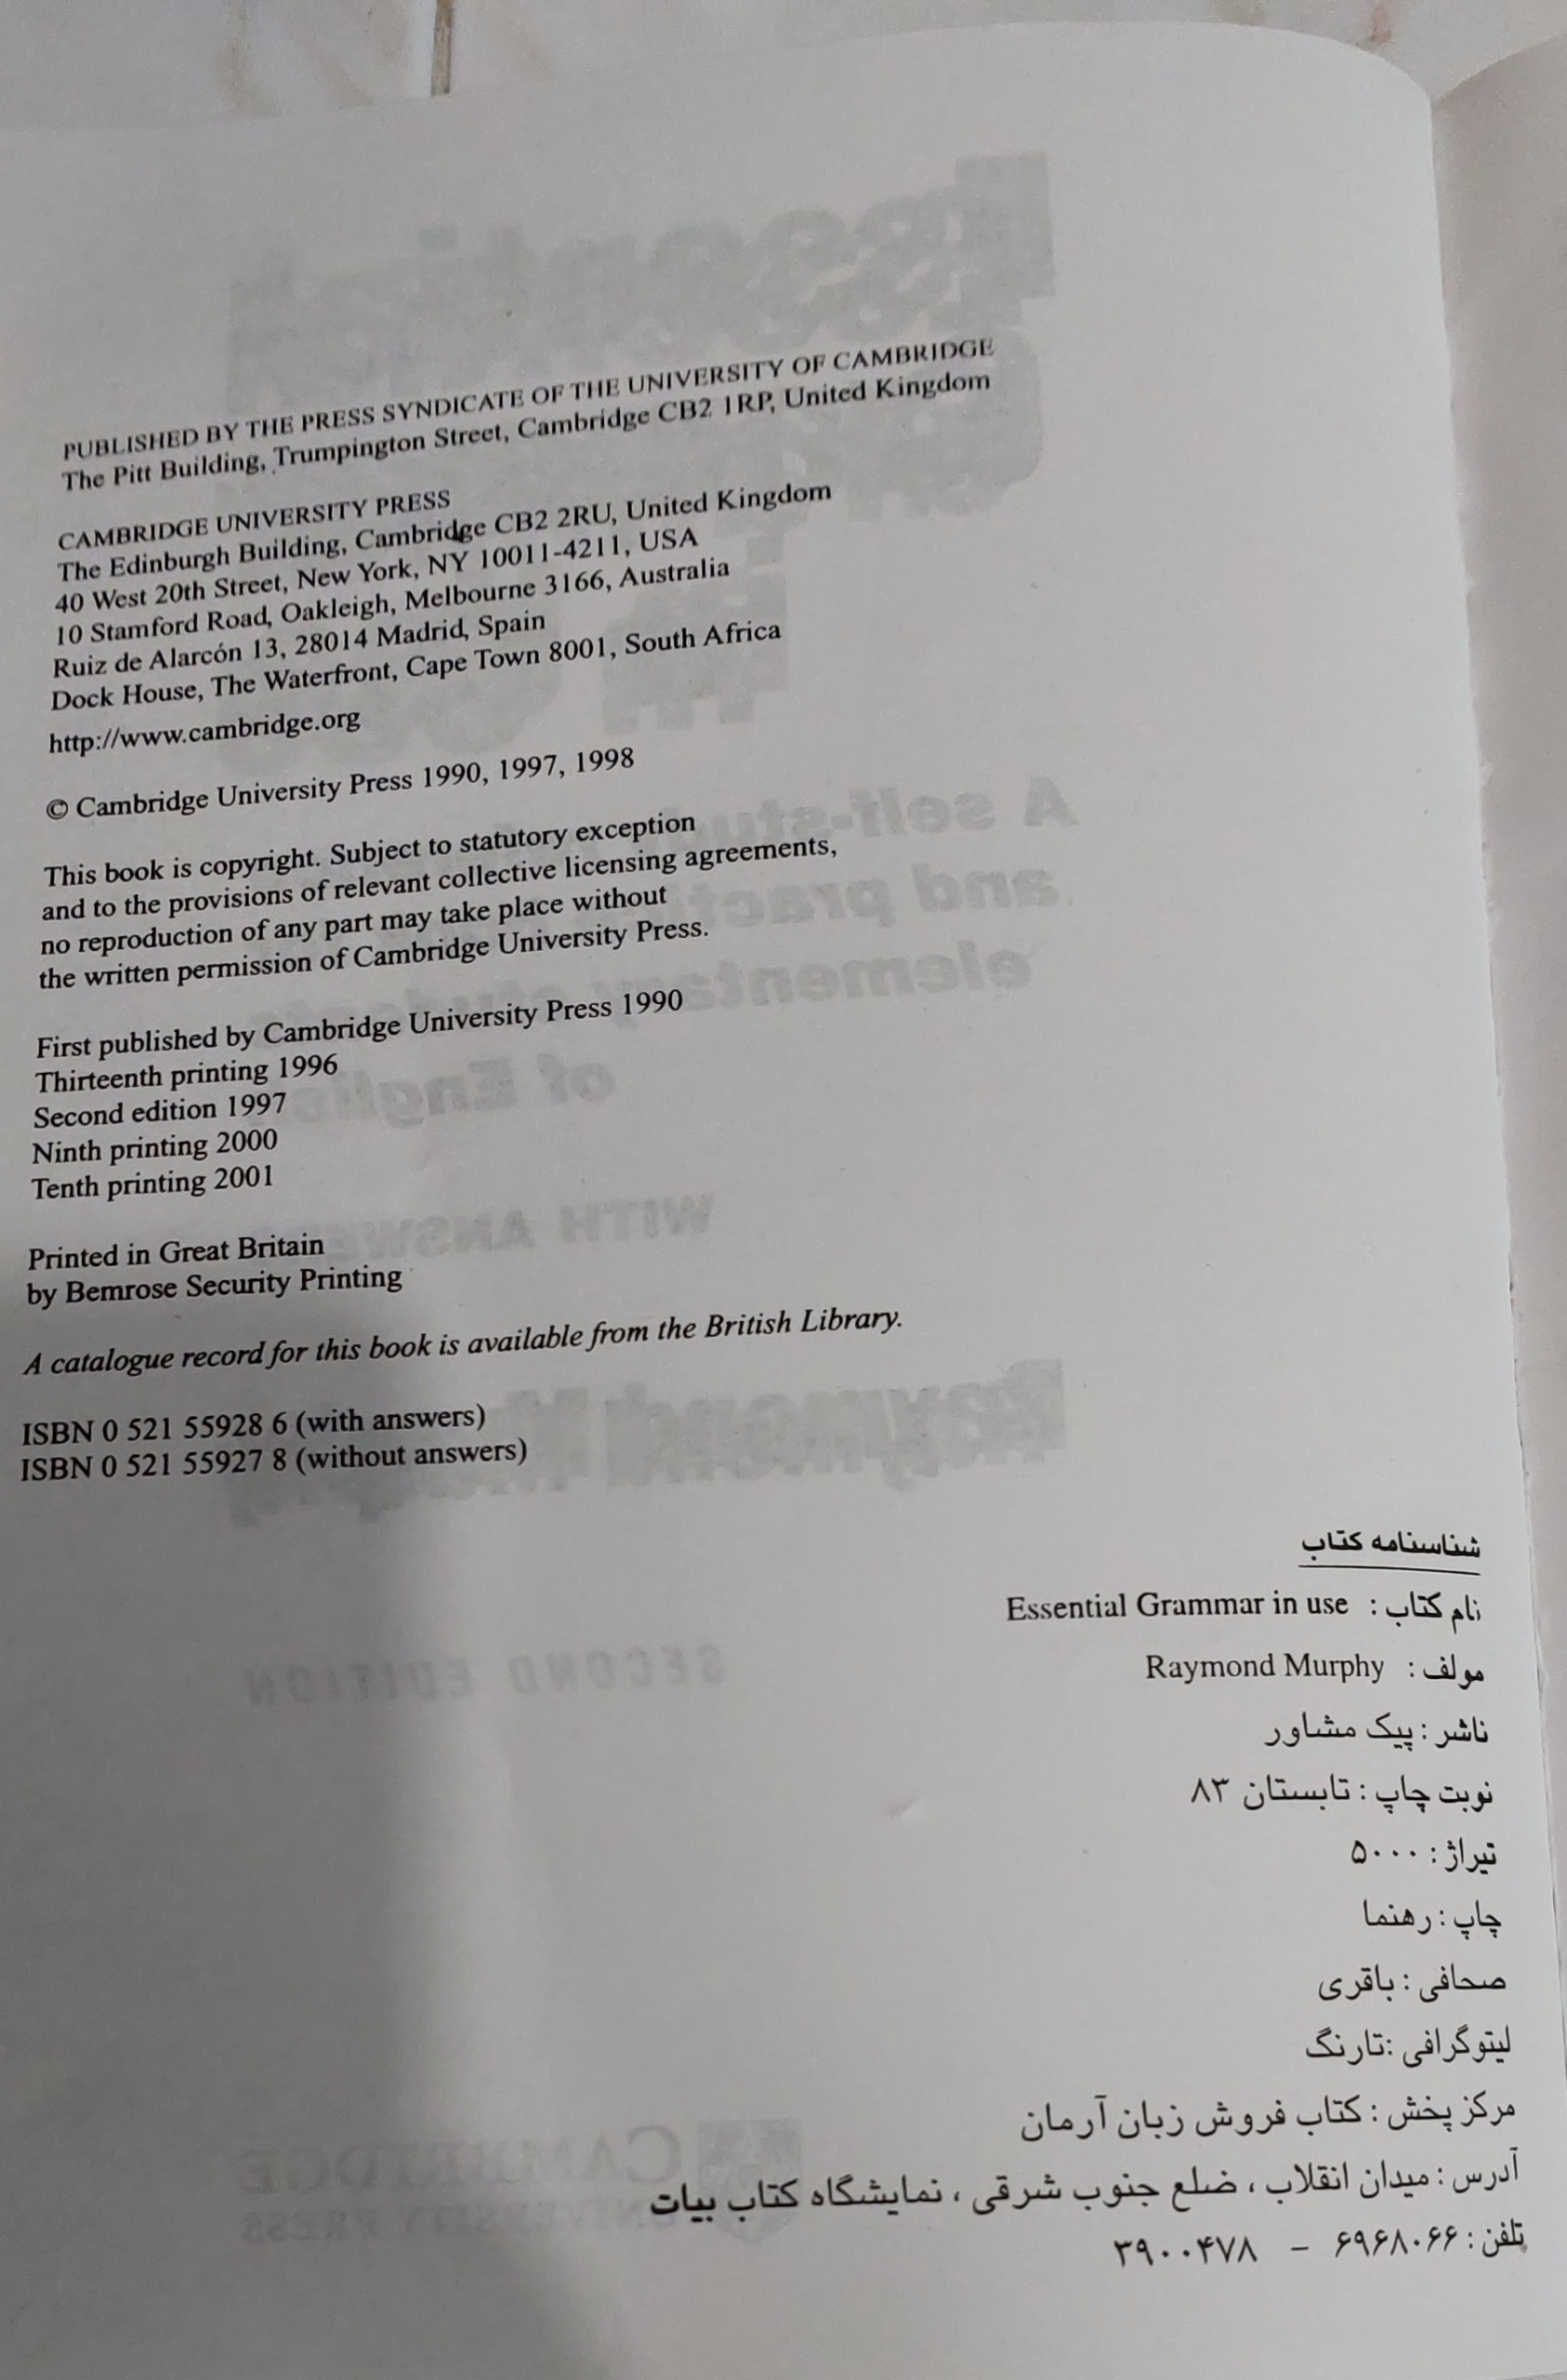 PUBLISHED BY THE PRESS SYNDICATE OF THE UNIVERSITY OF CAMBRIDGE
The Pitt Building, Trumpington Street, Cambridge CB2 1RP, United Kingdom
CAMBRIDGE UNIVERSITY PRESS
The Edinburgh Building, Cambridge CB2 2RU, United Kingdom
40 West 20th Street, New York, NY 10011-4211, USA
10 Stamford Road, Oakleigh, Melbourne 3166, Australia
Ruiz de Alarcón 13, 28014 Madrid, Spain
Dock House, The Waterfront, Cape Town 8001, South Africa
http://www.cambridge.org
© Cambridge University Press 1990, 1997, 1998
This book is copyright. Subject to statutory exception
and to the provisions of relevant collective licensing agreements,
no reproduction of any part may take place without
the written permission of Cambridge University Press.
First published by Cambridge University Press 1990
Thirteenth printing 1996
Second edition 1997
Ninth printing 2000
Tenth printing 2001
Printed in Great Britain
by Bemrose Security Printing
A catalogue record for this book is available from the British Library.
ISBN 0 521 55928 6 (with answers)
ISBN 0 521 55927 8 (without answers)
شناسنامه کتاب
نام کتاب : Essential Grammar in use
مولف : Raymond Murphy
ناشر : پیک مشاور
نوبت چاپ : تابستان ۸۳
تیراژ : ۵۰۰۰
چاپ : رهنما
صحافی : باقری
لیتوگرافی :تارنگ
مرکز پخش : کتاب فروش زبان آرمان
آدرس : میدان انقلاب ، ضلع جنوب شرقی ، نمایشگاه کتاب بیات
تلفن : ۶۹۶۸۰۶۶ – ۳۹۰۰۴۷۸